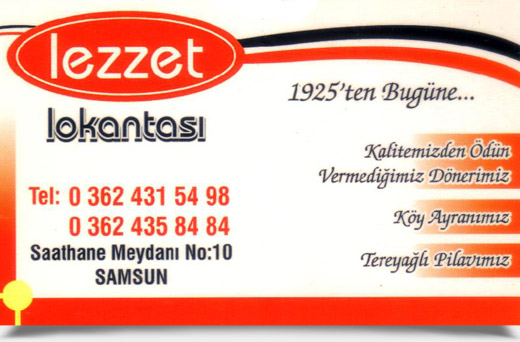 lezzet
lokantası
Tel: 0 362 431 54 98
0 362 435 84 84
Saathane Meydanı No:10
SAMSUN
1925'ten Bugüne...
Kalitemizden Ödün
Vermediğimiz Dönerimiz
Köy Ayranımız
Tereyağlı Pilavımız